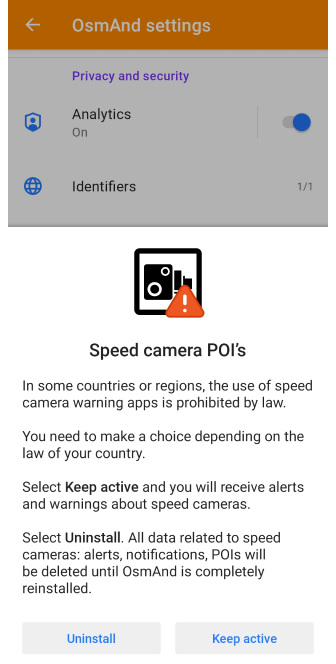 OsmAnd settings
Privacy and security
Analytics
On
Identifiers 1/1
Speed camera POI's
In some countries or regions, the use of speed
camera warning apps is prohibited by law.
You need to make a choice depending on the
law of your country.
Select Keep active and you will receive alerts
and warnings about speed cameras.
Select Uninstall. All data related to speed
cameras: alerts, notifications, POIs will
be deleted until OsmAnd is completely
reinstalled.
Uninstall Keep active